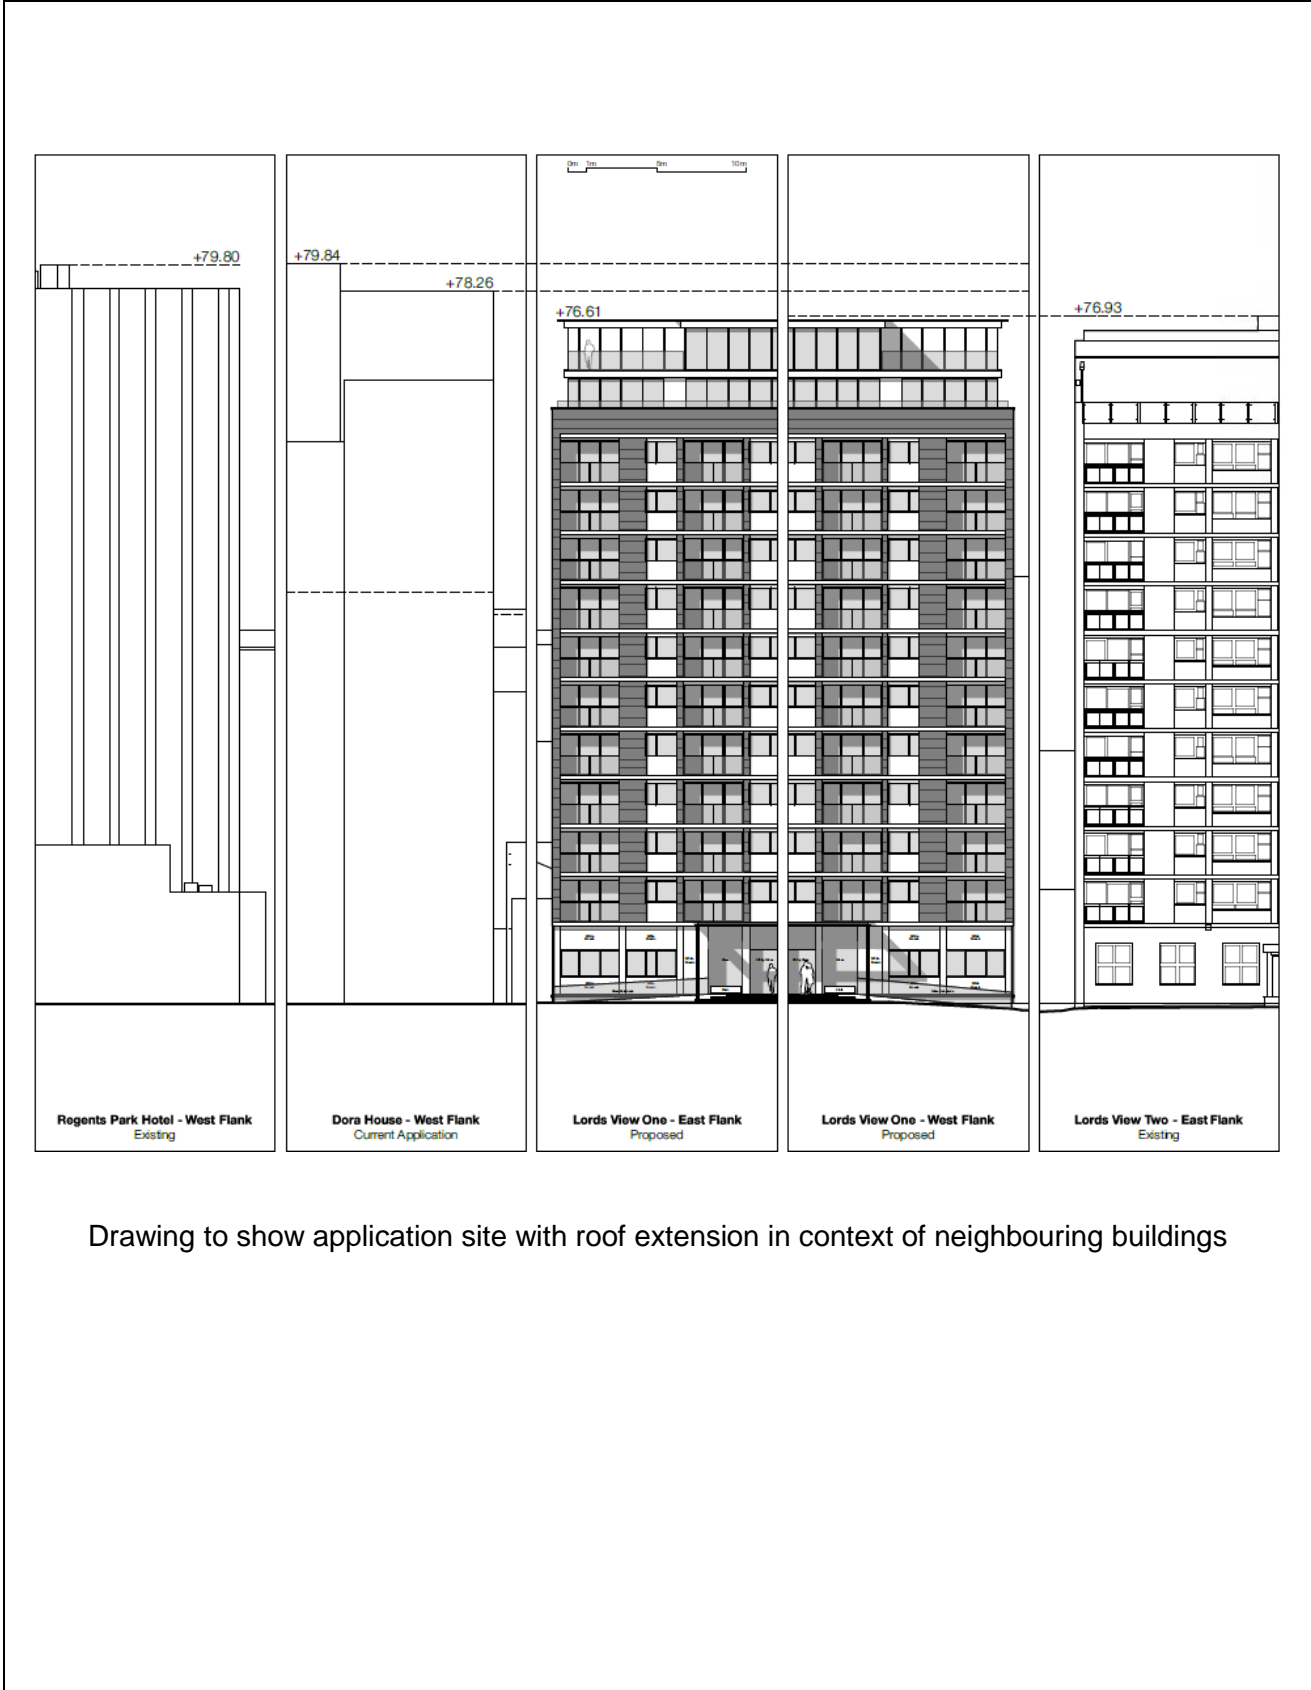 0m 1m 5m 10m
+79.80
+79.84
+78.26
+76.61
+76.93
Regents Park Hotel - West Flank
Existing
Dora House - West Flank
Current Application
Lords View One - East Flank
Proposed
Lords View One - West Flank
Proposed
Lords View Two - East Flank
Existing
Drawing to show application site with roof extension in context of neighbouring buildings